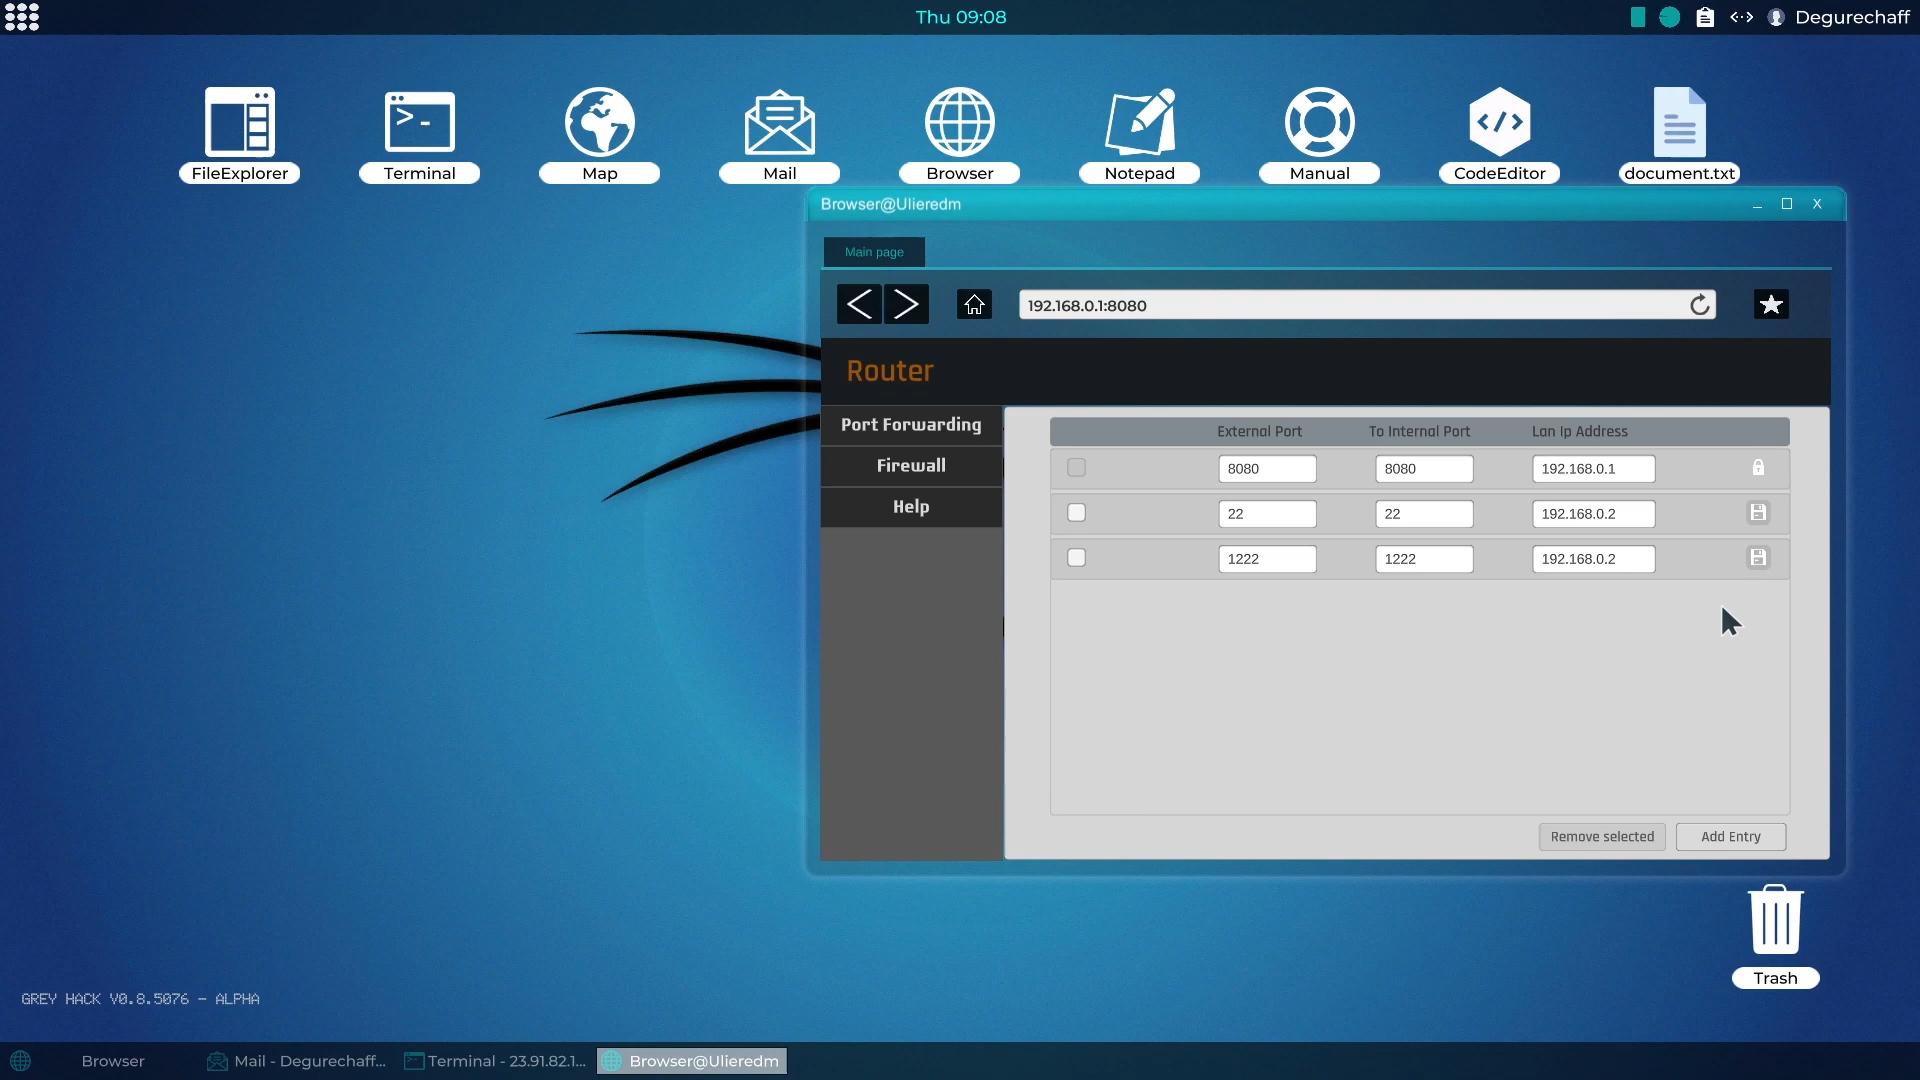 Thu 09:08
Degurechaff
FileExplorer
Terminal
Map
Mail
Browser
Notepad
Manual
CodeEditor
document.txt
Browser@Ulieredm
_ X
Main page
192.168.0.1:8080
Router
Port Forwarding
Firewall
Help
External Port To Internal Port Lan Ip Address
8080 8080 192.168.0.1
22 22 192.168.0.2
1222 1222 192.168.0.2
Remove selected Add Entry
Trash
GREY HACK V0.8.5076 - ALPHA
Browser Mail - Degurechaff... Terminal - 23.91.82.1... Browser@Ulieredm